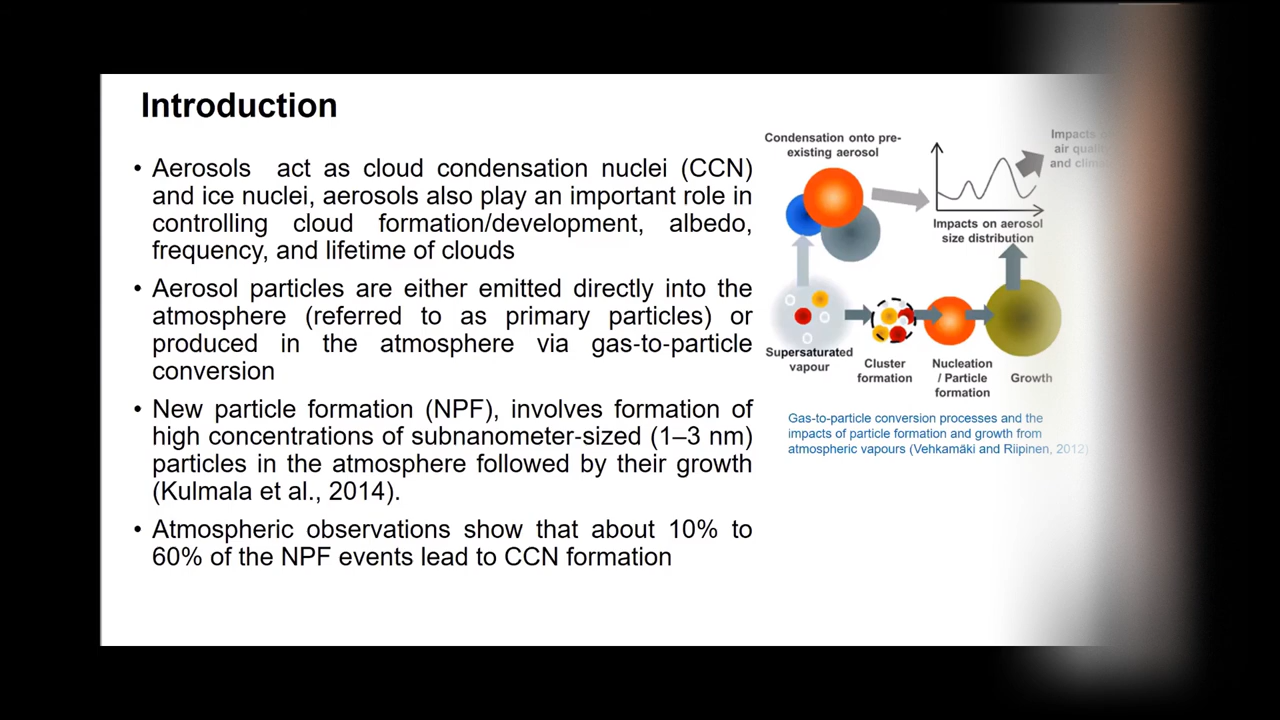 Introduction
• Aerosols act as cloud condensation nuclei (CCN)
and ice nuclei, aerosols also play an important role in
controlling cloud formation/development, albedo,
frequency, and lifetime of clouds
• Aerosol particles are either emitted directly into the
atmosphere (referred to as primary particles) or
produced in the atmosphere via gas-to-particle
conversion
• New particle formation (NPF), involves formation of
high concentrations of subnanometer-sized (1–3 nm)
particles in the atmosphere followed by their growth
(Kulmala et al., 2014).
• Atmospheric observations show that about 10% to
60% of the NPF events lead to CCN formation
Condensation onto pre-
existing aerosol
Impacts
air
and
Impacts on aerosol
size distribution
Supersaturated
vapour
Cluster
formation
Nucleation
/ Particle
formation
Growth
Gas-to-particle conversion processes and the
impacts of particle formation and growth from
atmospheric vapours (Vehkamäki and Riipinen, 2012)